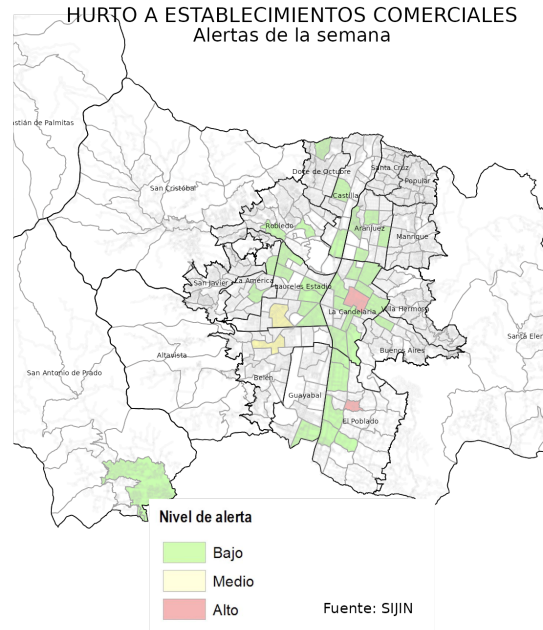 HURTO A ESTABLECIMIENTOS COMERCIALES
Alertas de la semana
astián de Palmitas
Doce de Octubre
Santa Cruz
Popular
San Cristóbal
Castilla
Robledo
Aranjuez
Manrique
San Javier
La América
Laureles Estadio
La Candelaria
Villa Hermosa
Santa Elen
Altavista
Buenos Aires
San Antonio de Prado
Belén
Guayabal
El Poblado
Nivel de alerta
Bajo
Medio
Alto
Fuente: SIJIN